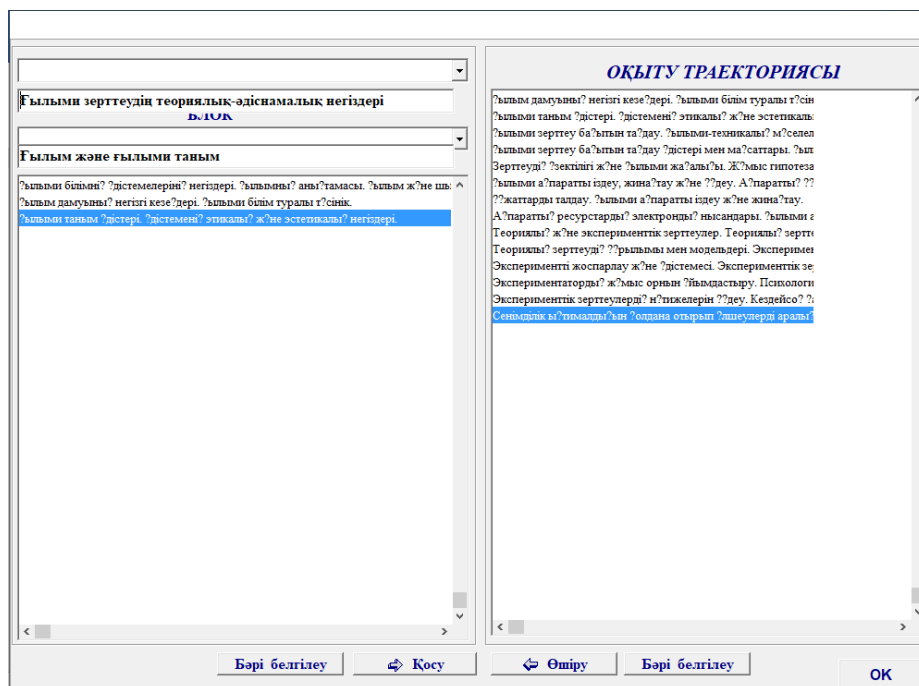 Ғылыми зерттеудің теориялық-әдіснамалық негіздері
БЛОК
Ғылым және ғылыми таным
?ылыми білімні? ?дістемелеріні? негіздері. ?ылымны? аны?тамасы. ?ылым ж?не шы
?ылым дамуыны? негізгі кезе?дері. ?ылыми білім туралы т?сінік.
?ылыми таным ?дістері. ?дістемені? этикалы? ж?не эстетикалы? негіздері.
Бәрі белгілеу
Қосу
ОҚЫТУ ТРАЕКТОРИЯСЫ
?ылым дамуыны? негізгі кезе?дері. ?ылыми білім туралы т?сін
?ылыми таным ?дістері. ?дістемені? этикалы? ж?не эстетикалы
?ылыми зерттеу ба?ытын та?дау. ?ылыми-техникалы? м?селел
?ылыми зерттеу ба?ытын та?дау ?дістері мен ма?саттары. ?ыл
Зерттеуді? ?зектілігі ж?не ?ылыми жа?алы?ы. Ж?мыс гипотеза
?ылыми а?паратты іздеу, жина?тау ж?не ??деу. А?паратты? ??
??жаттарды талдау. ?ылыми а?паратты іздеу ж?не жина?тау.
А?паратты? ресурстарды? электронды? нысандары. ?ылыми а
Теориялы? ж?не эксперименттік зерттеулер. Теориялы? зертте
Теориялы? зерттеуді? ??рылымы мен модельдері. Эксперимен
Экспериментті жоспарлау ж?не ?дістемесі. Эксперименттік зе
Экспериментаторды? ж?мыс орнын ?йымдастыру. Психологи
Эксперименттік зерттеулерді? н?тижелерін ??деу. Кездейсо? ?
Сенімділік ы?тималды?ын ?олдана отырып ?лшеулерді аралы?
Өшіру
Бәрі белгілеу
OK